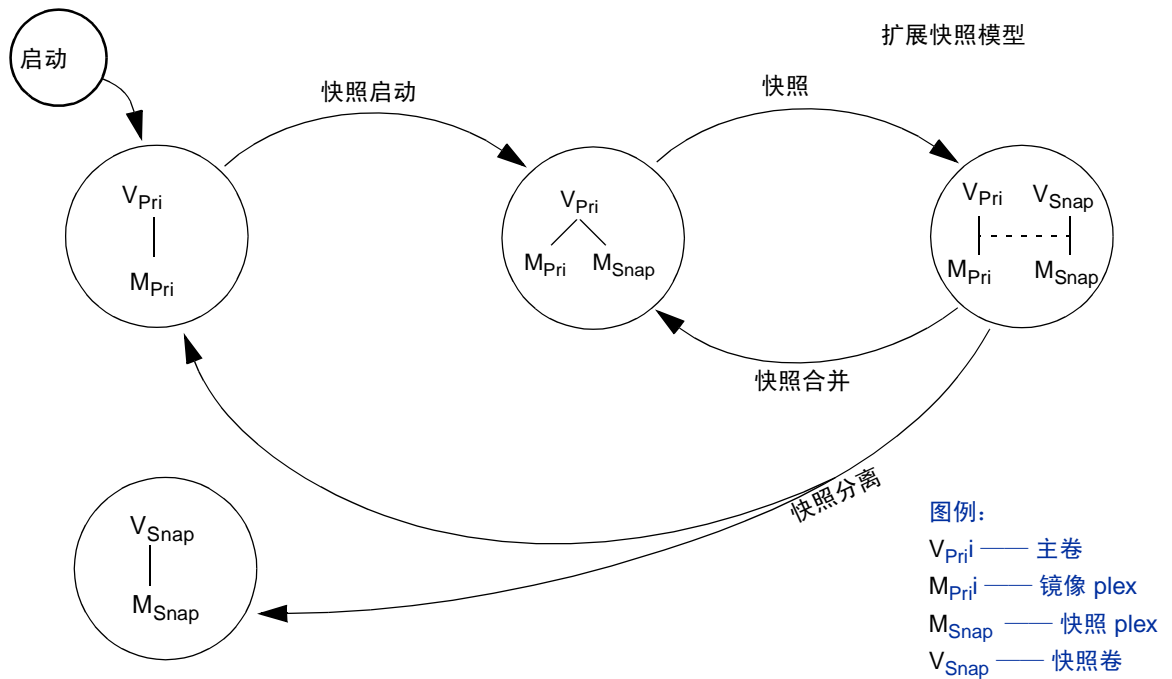 扩展快照模型
启动
快照启动
快照
VPri
MPri
VPri
MPri MSnap
VPri VSnap
MPri MSnap
快照合并
快照分离
VSnap
MSnap
图例：
VPrii —— 主卷
MPrii —— 镜像 plex
MSnap —— 快照 plex
VSnap —— 快照卷